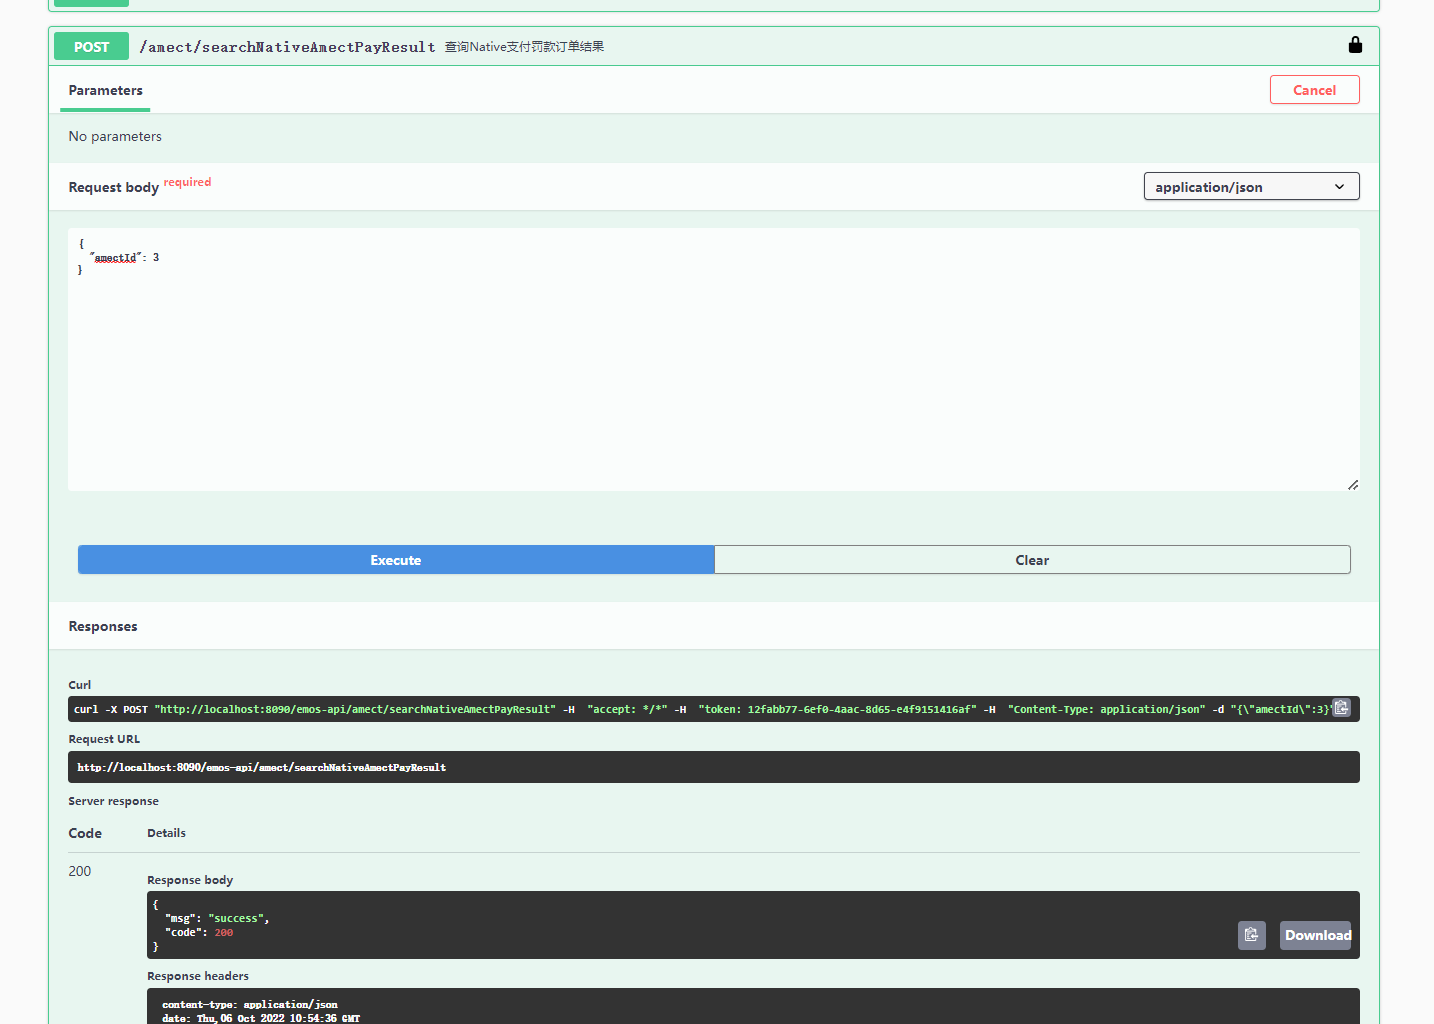 POST /amect/searchNativeAmectPayResult 查询Native支付罚款订单结果
Parameters
Cancel
No parameters
Request body required
application/json
{
"amectId": 3
}
Execute
Clear
Responses
Curl
curl -X POST "http://localhost:8090/emos-api/amect/searchNativeAmectPayResult" -H "accept: */*" -H "token: 12fabb77-6ef0-4aac-8d65-e4f9151416af" -H "Content-Type: application/json" -d "{\"amectId\":3}"
Request URL
http://localhost:8090/emos-api/amect/searchNativeAmectPayResult
Server response
Code Details
200
Response body
{
"msg": "success",
"code": 200
}
Download
Response headers
content-type: application/json
date: Thu,06 Oct 2022 10:54:36 GMT